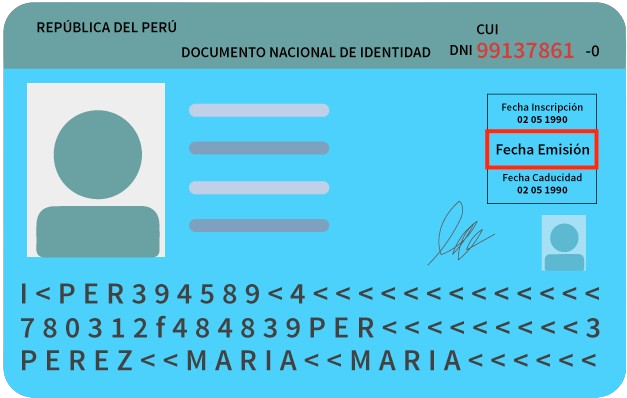 REPÚBLICA DEL PERÚ
DOCUMENTO NACIONAL DE IDENTIDAD
CUI
DNI 99137861 -0
Fecha Inscripción
02 05 1990
Fecha Emisión
Fecha Caducidad
02 05 1990
I<PER394589<4<<<<<<<<<<<<<<<
780312f484839PER<<<<<<<<<3
PEREZ<<MARIA<<MARIA<<<<<<